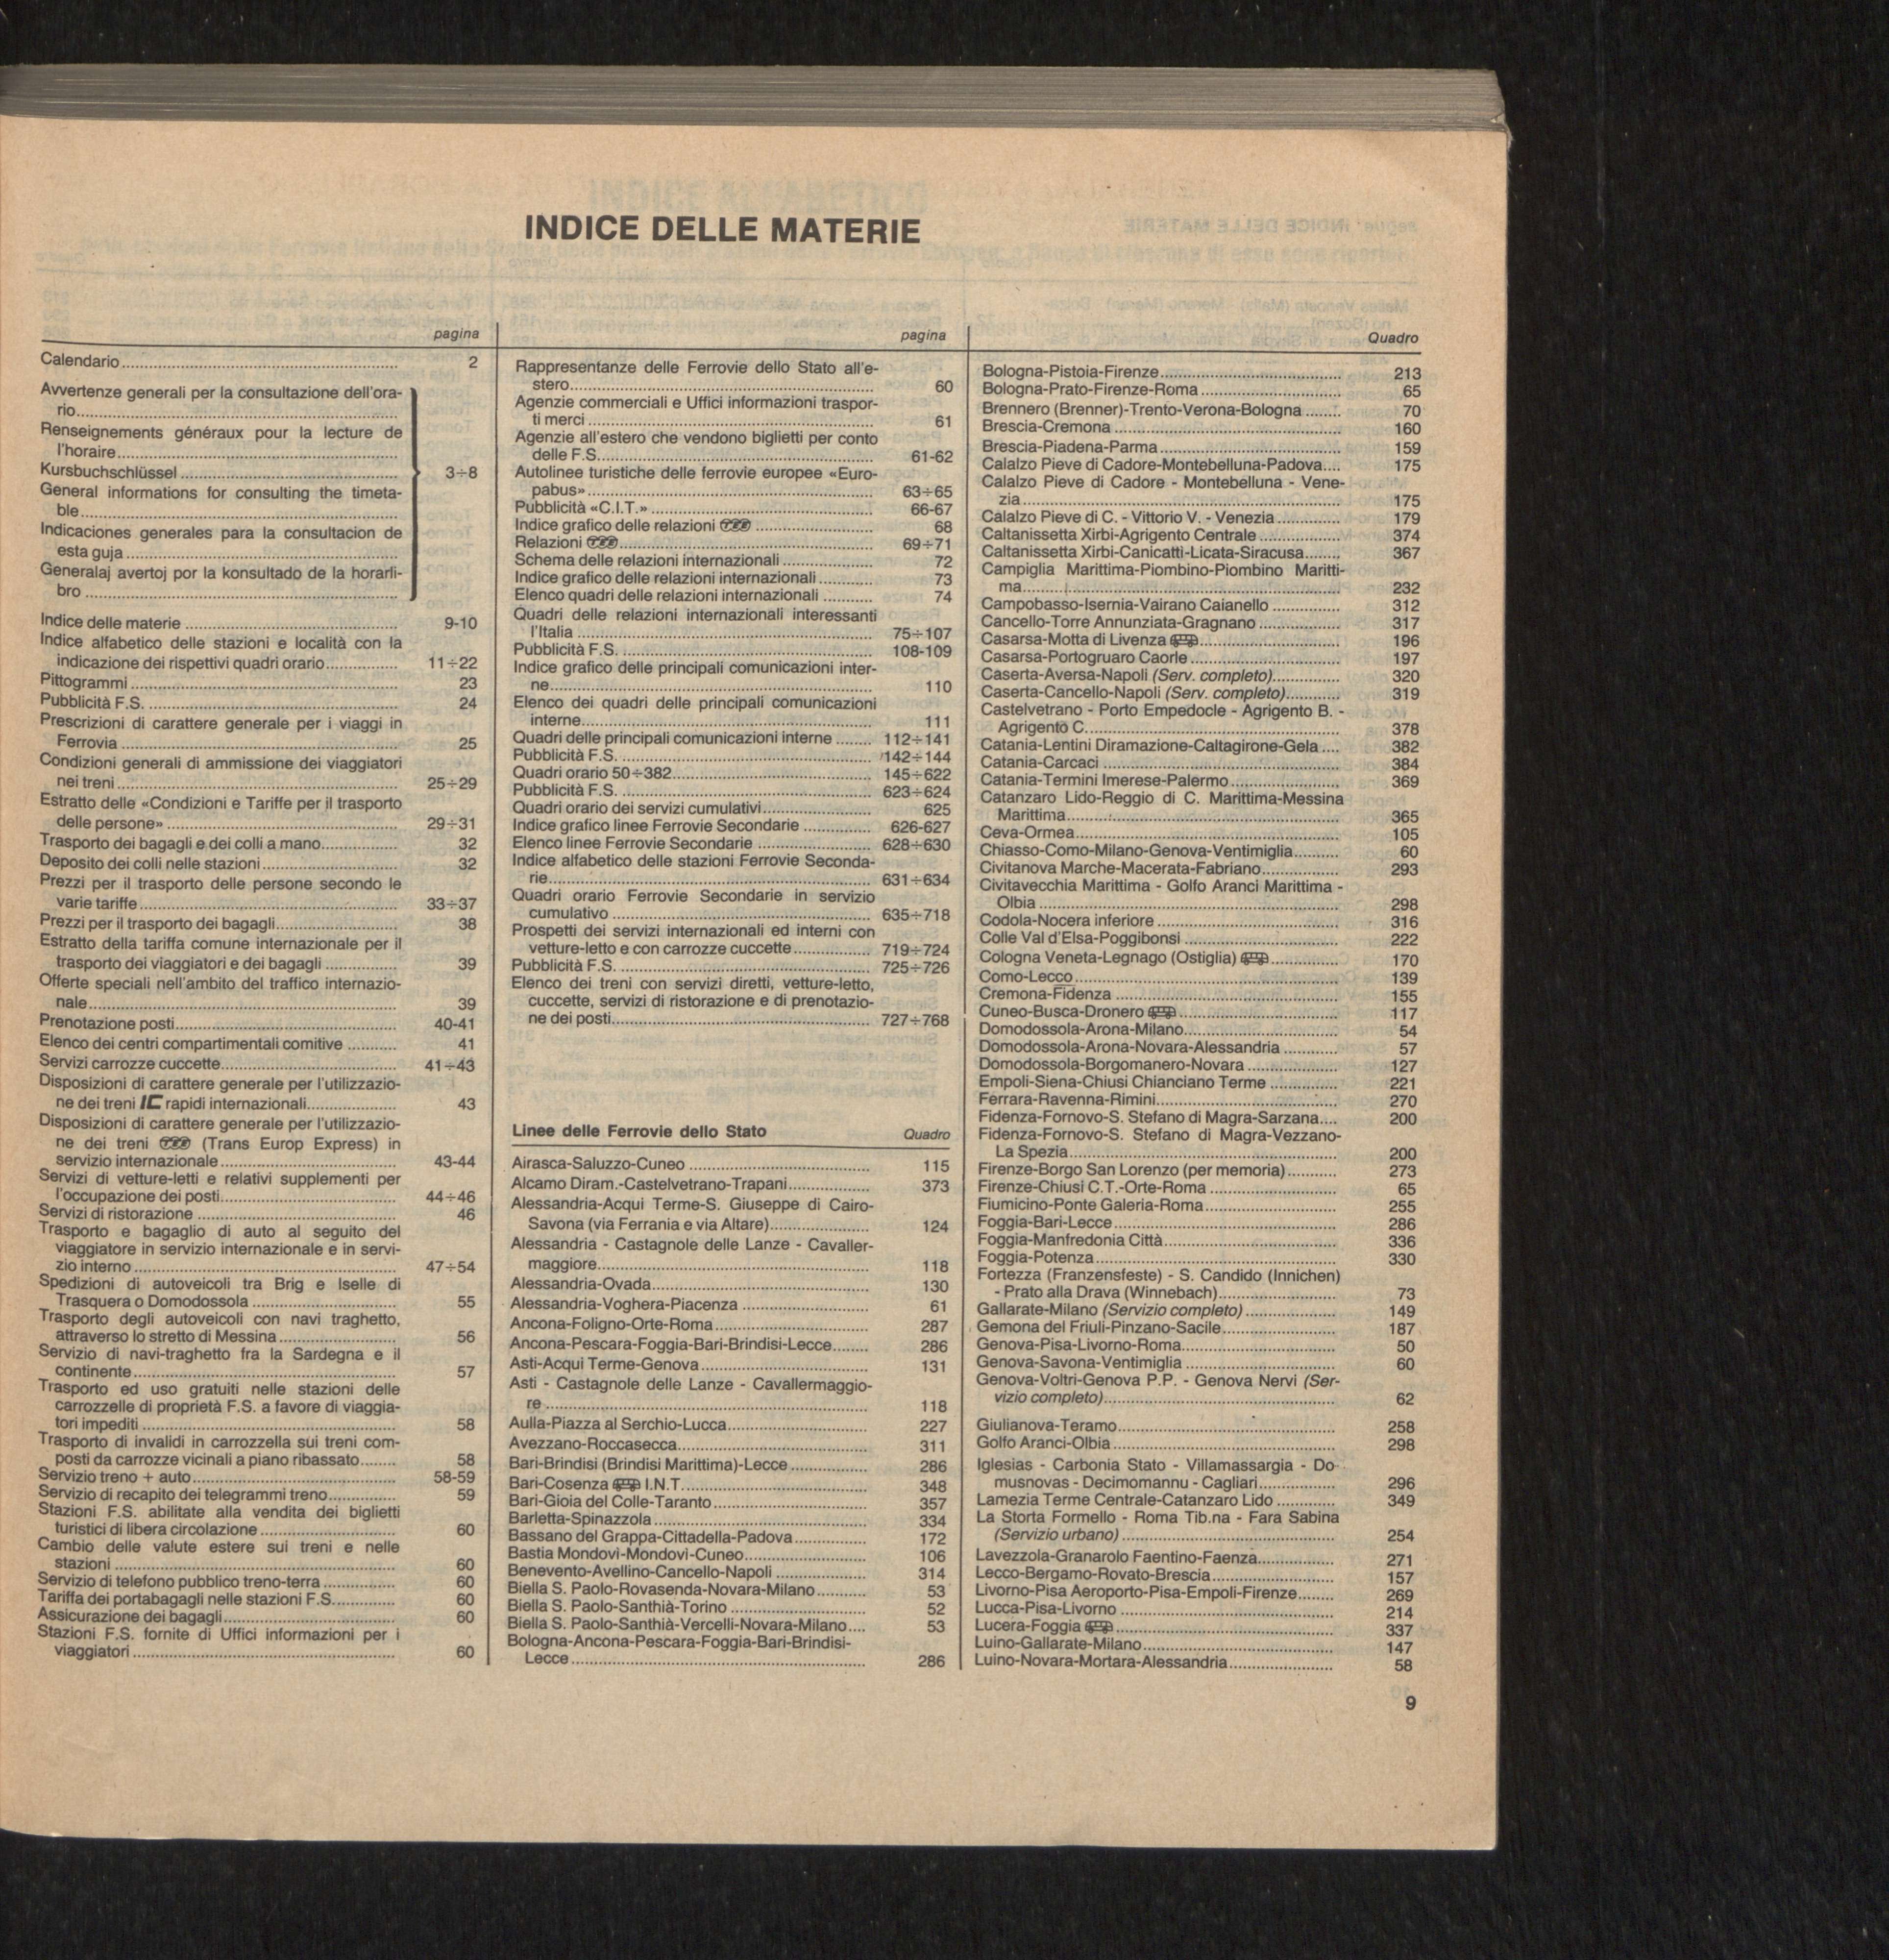 INDICE DELLE MATERIE
pagina
Calendario ........ 2
Avvertenze generali per la consultazione dell'ora-
rio ........
Renseignements généraux pour la lecture de
l'horaire ........
Kursbuchschlüssel ........ 3÷8
General informations for consulting the timeta-
ble ........
Indicaciones generales para la consultacion de
esta guja ........
Generalaj avertoj por la konsultado de la horarli-
bro ........
Indice delle materie ........ 9-10
Indice alfabetico delle stazioni e località con la
indicazione dei rispettivi quadri orario ........ 11÷22
Pittogrammi ........ 23
Pubblicità F.S. ........ 24
Prescrizioni di carattere generale per i viaggi in
Ferrovia ........ 25
Condizioni generali di ammissione dei viaggiatori
nei treni ........ 25÷29
Estratto delle «Condizioni e Tariffe per il trasporto
delle persone» ........ 29÷31
Trasporto dei bagagli e dei colli a mano ........ 32
Deposito dei colli nelle stazioni ........ 32
Prezzi per il trasporto delle persone secondo le
varie tariffe ........ 33÷37
Prezzi per il trasporto dei bagagli ........ 38
Estratto della tariffa comune internazionale per il
trasporto dei viaggiatori e dei bagagli ........ 39
Offerte speciali nell'ambito del traffico internazio-
nale ........ 39
Prenotazione posti ........ 40-41
Elenco dei centri compartimentali comitive ........ 41
Servizi carrozze cuccette ........ 41÷43
Disposizioni di carattere generale per l'utilizzazio-
ne dei treni IC rapidi internazionali ........ 43
Disposizioni di carattere generale per l'utilizzazio-
ne dei treni TEE (Trans Europ Express) in
servizio internazionale ........ 43-44
Servizi di vetture-letti e relativi supplementi per
l'occupazione dei posti ........ 44÷46
Servizi di ristorazione ........ 46
Trasporto e bagaglio di auto al seguito del
viaggiatore in servizio internazionale e in servi-
zio interno ........ 47÷54
Spedizioni di autoveicoli tra Brig e Iselle di
Trasquera o Domodossola ........ 55
Trasporto degli autoveicoli con navi traghetto,
attraverso lo stretto di Messina ........ 56
Servizio di navi-traghetto fra la Sardegna e il
continente ........ 57
Trasporto ed uso gratuiti nelle stazioni delle
carrozzelle di proprietà F.S. a favore di viaggia-
tori impediti ........ 58
Trasporto di invalidi in carrozzella sui treni com-
posti da carrozze vicinali a piano ribassato ........ 58
Servizio treno + auto ........ 58-59
Servizio di recapito dei telegrammi treno ........ 59
Stazioni F.S. abilitate alla vendita dei biglietti
turistici di libera circolazione ........ 60
Cambio delle valute estere sui treni e nelle
stazioni ........ 60
Servizio di telefono pubblico treno-terra ........ 60
Tariffa dei portabagagli nelle stazioni F.S. ........ 60
Assicurazione dei bagagli ........ 60
Stazioni F.S. fornite di Uffici informazioni per i
viaggiatori ........ 60
pagina
Rappresentanze delle Ferrovie dello Stato all'e-
stero ........ 60
Agenzie commerciali e Uffici informazioni traspor-
ti merci ........ 61
Agenzie all'estero che vendono biglietti per conto
delle F.S. ........ 61-62
Autolinee turistiche delle ferrovie europee «Euro-
pabus» ........ 63÷65
Pubblicità «C.I.T.» ........ 66-67
Indice grafico delle relazioni TEE ........ 68
Relazioni TEE ........ 69÷71
Schema delle relazioni internazionali ........ 72
Indice grafico delle relazioni internazionali ........ 73
Elenco quadri delle relazioni internazionali ........ 74
Quadri delle relazioni internazionali interessanti
l'Italia ........ 75÷107
Pubblicità F.S. ........ 108-109
Indice grafico delle principali comunicazioni inter-
ne ........ 110
Elenco dei quadri delle principali comunicazioni
interne ........ 111
Quadri delle principali comunicazioni interne ........ 112÷141
Pubblicità F.S. ........ 142÷144
Quadri orario 50÷382 ........ 145÷622
Pubblicità F.S. ........ 623÷624
Quadri orario dei servizi cumulativi ........ 625
Indice grafico linee Ferrovie Secondarie ........ 626-627
Elenco linee Ferrovie Secondarie ........ 628÷630
Indice alfabetico delle stazioni Ferrovie Seconda-
rie ........ 631÷634
Quadri orario Ferrovie Secondarie in servizio
cumulativo ........ 635÷718
Prospetti dei servizi internazionali ed interni con
vetture-letto e con carrozze cuccette ........ 719÷724
Pubblicità F.S. ........ 725÷726
Elenco dei treni con servizi diretti, vetture-letto,
cuccette, servizi di ristorazione e di prenotazio-
ne dei posti ........ 727÷768
Linee delle Ferrovie dello Stato Quadro
Airasca-Saluzzo-Cuneo ........ 115
Alcamo Diram.-Castelvetrano-Trapani ........ 373
Alessandria-Acqui Terme-S. Giuseppe di Cairo-
Savona (via Ferrania e via Altare) ........ 124
Alessandria - Castagnole delle Lanze - Cavaller-
maggiore ........ 118
Alessandria-Ovada ........ 130
Alessandria-Voghera-Piacenza ........ 61
Ancona-Foligno-Orte-Roma ........ 287
Ancona-Pescara-Foggia-Bari-Brindisi-Lecce ........ 286
Asti-Acqui Terme-Genova ........ 131
Asti - Castagnole delle Lanze - Cavallermaggio-
re ........ 118
Aulla-Piazza al Serchio-Lucca ........ 227
Avezzano-Roccasecca ........ 311
Bari-Brindisi (Brindisi Marittima)-Lecce ........ 286
Bari-Cosenza I.N.T. ........ 348
Bari-Gioia del Colle-Taranto ........ 357
Barletta-Spinazzola ........ 334
Bassano del Grappa-Cittadella-Padova ........ 172
Bastia Mondovì-Mondovì-Cuneo ........ 106
Benevento-Avellino-Cancello-Napoli ........ 314
Biella S. Paolo-Rovasenda-Novara-Milano ........ 53
Biella S. Paolo-Santhià-Torino ........ 52
Biella S. Paolo-Santhià-Vercelli-Novara-Milano ........ 53
Bologna-Ancona-Pescara-Foggia-Bari-Brindisi-
Lecce ........ 286
Quadro
Bologna-Pistoia-Firenze ........ 213
Bologna-Prato-Firenze-Roma ........ 65
Brennero (Brenner)-Trento-Verona-Bologna ........ 70
Brescia-Cremona ........ 160
Brescia-Piadena-Parma ........ 159
Calalzo Pieve di Cadore-Montebelluna-Padova ........ 175
Calalzo Pieve di Cadore - Montebelluna - Vene-
zia ........ 175
Calalzo Pieve di C. - Vittorio V. - Venezia ........ 179
Caltanissetta Xirbi-Agrigento Centrale ........ 374
Caltanissetta Xirbi-Canicattì-Licata-Siracusa ........ 367
Campiglia Marittima-Piombino-Piombino Maritti-
ma ........ 232
Campobasso-Isernia-Vairano Caianello ........ 312
Cancello-Torre Annunziata-Gragnano ........ 317
Casarsa-Motta di Livenza ........ 196
Casarsa-Portogruaro Caorle ........ 197
Caserta-Aversa-Napoli (Serv. completo) ........ 320
Caserta-Cancello-Napoli (Serv. completo) ........ 319
Castelvetrano - Porto Empedocle - Agrigento B. -
Agrigento C. ........ 378
Catania-Lentini Diramazione-Caltagirone-Gela ........ 382
Catania-Carcaci ........ 384
Catania-Termini Imerese-Palermo ........ 369
Catanzaro Lido-Reggio di C. Marittima-Messina
Marittima ........ 365
Ceva-Ormea ........ 105
Chiasso-Como-Milano-Genova-Ventimiglia ........ 60
Civitanova Marche-Macerata-Fabriano ........ 293
Civitavecchia Marittima - Golfo Aranci Marittima -
Olbia ........ 298
Codola-Nocera inferiore ........ 316
Colle Val d'Elsa-Poggibonsi ........ 222
Cologna Veneta-Legnago (Ostiglia) ........ 170
Como-Lecco ........ 139
Cremona-Fidenza ........ 155
Cuneo-Busca-Dronero ........ 117
Domodossola-Arona-Milano ........ 54
Domodossola-Arona-Novara-Alessandria ........ 57
Domodossola-Borgomanero-Novara ........ 127
Empoli-Siena-Chiusi Chianciano Terme ........ 221
Ferrara-Ravenna-Rimini ........ 270
Fidenza-Fornovo-S. Stefano di Magra-Sarzana ........ 200
Fidenza-Fornovo-S. Stefano di Magra-Vezzano-
La Spezia ........ 200
Firenze-Borgo San Lorenzo (per memoria) ........ 273
Firenze-Chiusi C.T.-Orte-Roma ........ 65
Fiumicino-Ponte Galeria-Roma ........ 255
Foggia-Bari-Lecce ........ 286
Foggia-Manfredonia Città ........ 336
Foggia-Potenza ........ 330
Fortezza (Franzensfeste) - S. Candido (Innichen)
- Prato alla Drava (Winnebach) ........ 73
Gallarate-Milano (Servizio completo) ........ 149
Gemona del Friuli-Pinzano-Sacile ........ 187
Genova-Pisa-Livorno-Roma ........ 50
Genova-Savona-Ventimiglia ........ 60
Genova-Voltri-Genova P.P. - Genova Nervi (Ser-
vizio completo) ........ 62
Giulianova-Teramo ........ 258
Golfo Aranci-Olbia ........ 298
Iglesias - Carbonia Stato - Villamassargia - Do-
musnovas - Decimomannu - Cagliari ........ 296
Lamezia Terme Centrale-Catanzaro Lido ........ 349
La Storta Formello - Roma Tib.na - Fara Sabina
(Servizio urbano) ........ 254
Lavezzola-Granarolo Faentino-Faenza ........ 271
Lecco-Bergamo-Rovato-Brescia ........ 157
Livorno-Pisa Aeroporto-Pisa-Empoli-Firenze ........ 269
Lucca-Pisa-Livorno ........ 214
Lucera-Foggia ........ 337
Luino-Gallarate-Milano ........ 147
Luino-Novara-Mortara-Alessandria ........ 58
9